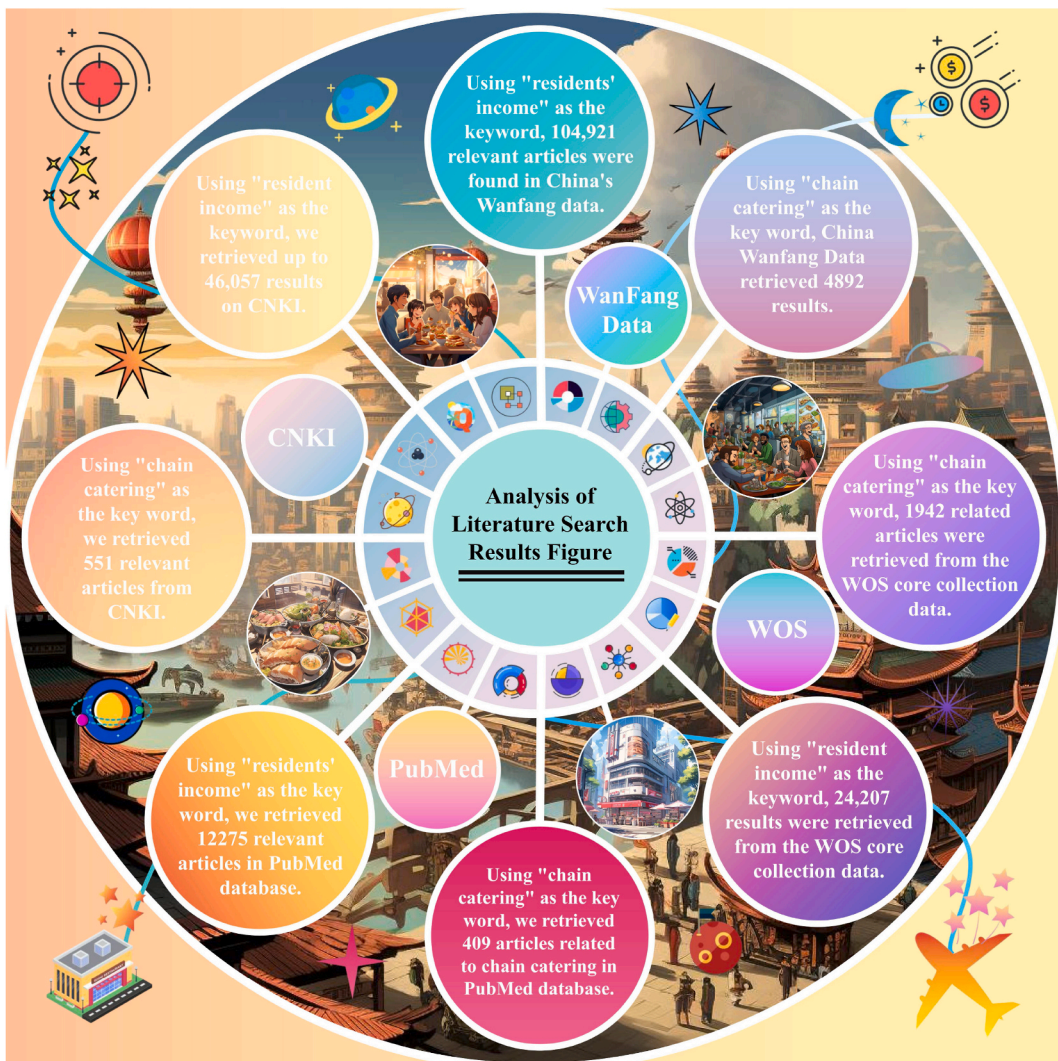 Using "residents'
income" as the
keyword, 104,921
relevant articles were
found in China's
Wanfang data.
Using "resident
income" as the
keyword, we
retrieved up to
46,057 results
on CNKI.
Using "chain
catering" as the
key word, China
Wanfang Data
retrieved 4892
results.
WanFang
Data
CNKI
Using "chain
catering" as
the key word,
we retrieved
551 relevant
articles from
CNKI.
Analysis of
Literature Search
Results Figure
Using "chain
catering" as the key
word, 1942 related
articles were
retrieved from the
WOS core collection
data.
WOS
PubMed
Using "residents'
income" as the key
word, we retrieved
12275 relevant
articles in PubMed
database.
Using "resident
income" as the
keyword, 24,207
results were retrieved
from the WOS core
collection data.
Using "chain
catering" as the key
word, we retrieved
409 articles related
to chain catering in
PubMed database.